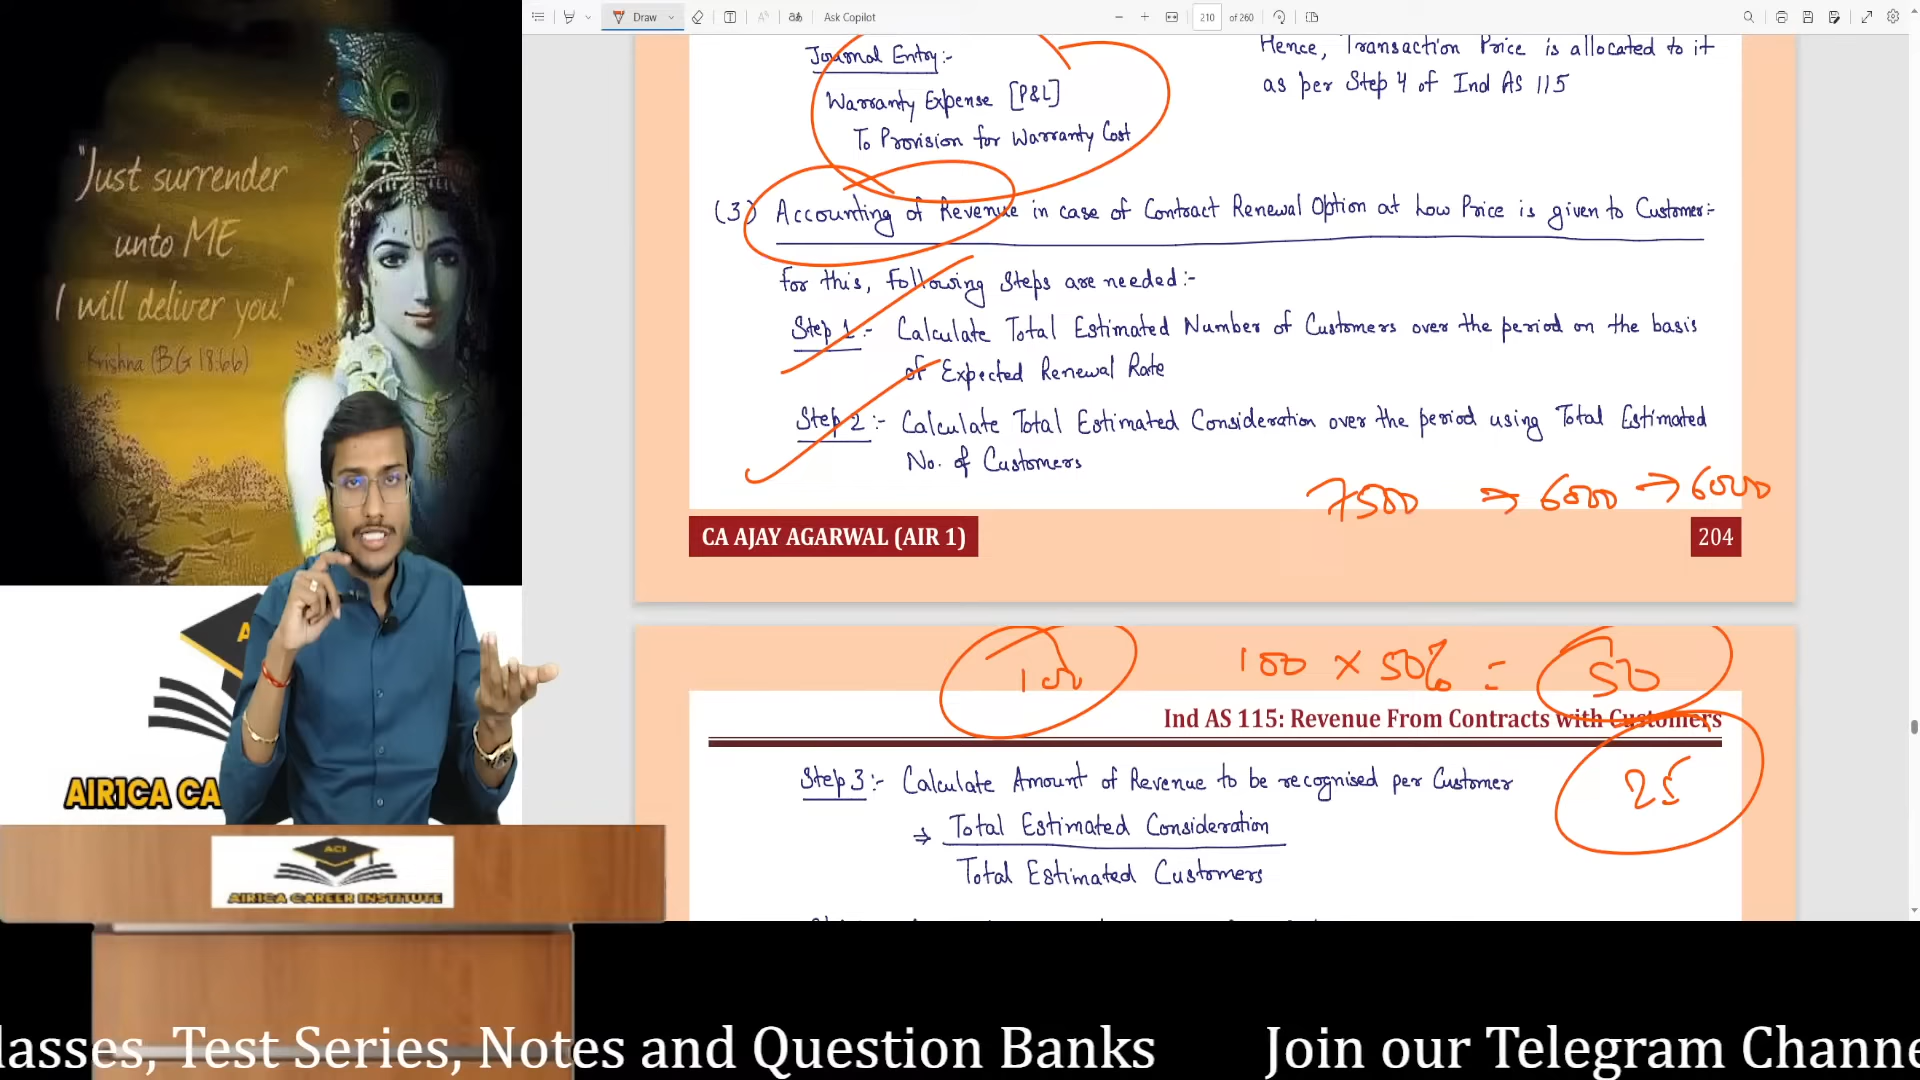 "Just surrender
unto ME
I will deliver you!"
Krishna (B.G 18:66)
Draw
Ask Copilot
210
of 260
Journal Entry:-
Warranty Expense [P&L]
To Provision for Warranty Cost
Hence, Transaction Price is allocated to it
as per Step 4 of Ind AS 115
(3) Accounting of Revenue in case of Contract Renewal Option at Low Price is given to Customer:-
For this, Following Steps are needed:-
Step 1:- Calculate Total Estimated Number of Customers over the period on the basis
of Expected Renewal Rate
Step 2:- Calculate Total Estimated Consideration over the period using Total Estimated
No. of Customers
7500 ⇒ 6000 → 6000
CA AJAY AGARWAL (AIR 1)
204
100
100 × 50% = 50
Ind AS 115: Revenue From Contracts with Customers
25
Step 3:- Calculate Amount of Revenue to be recognised per Customer
⇒ Total Estimated Consideration
Total Estimated Customers
A
AIR1CA CA
ACI
AIR1CA CAREER INSTITUTE
lasses, Test Series, Notes and Question Banks
Join our Telegram Channe